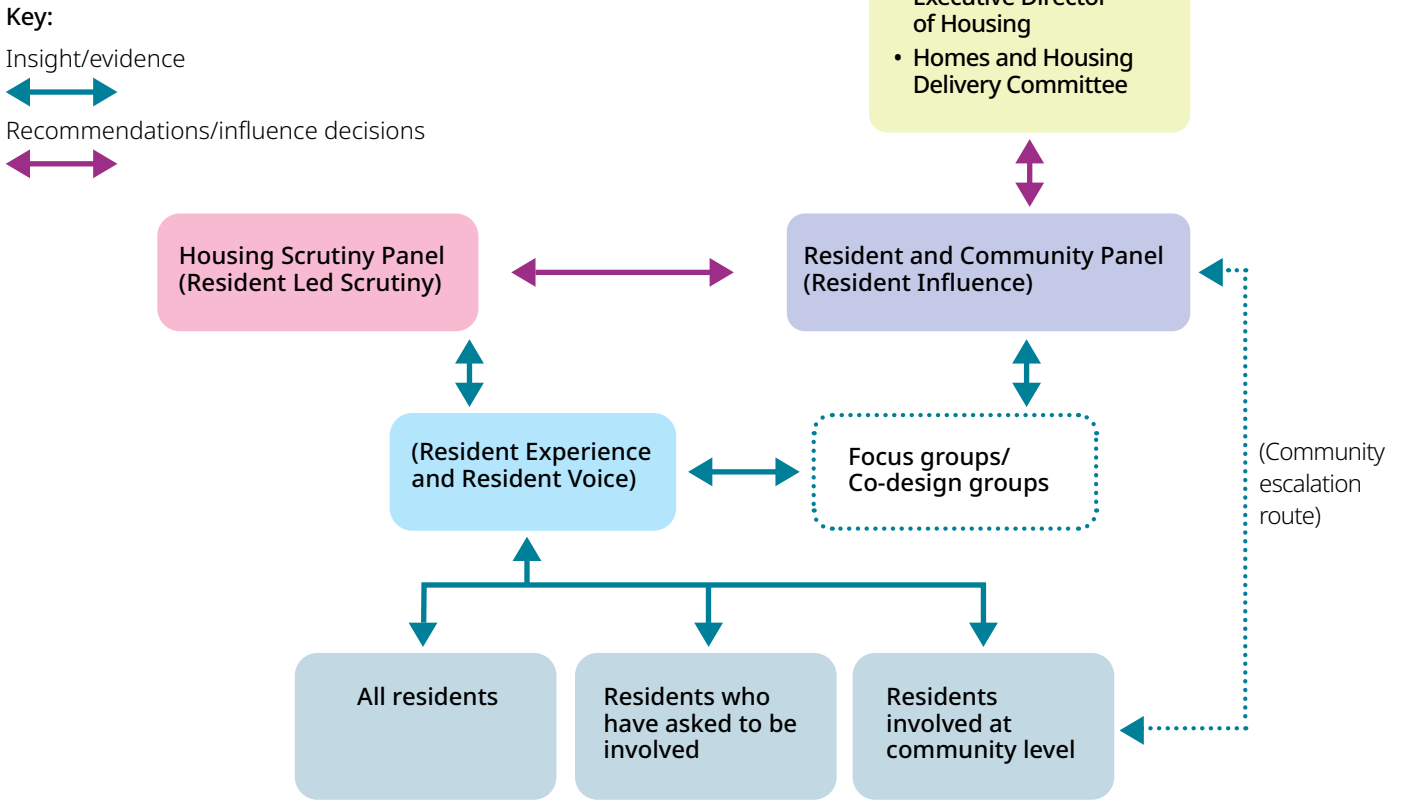 Key:
Insight/evidence
Recommendations/influence decisions
Executive Director
of Housing
• Homes and Housing
Delivery Committee
Housing Scrutiny Panel
(Resident Led Scrutiny)
Resident and Community Panel
(Resident Influence)
(Resident Experience
and Resident Voice)
Focus groups/
Co-design groups
(Community
escalation
route)
All residents
Residents who
have asked to be
involved
Residents
involved at
community level